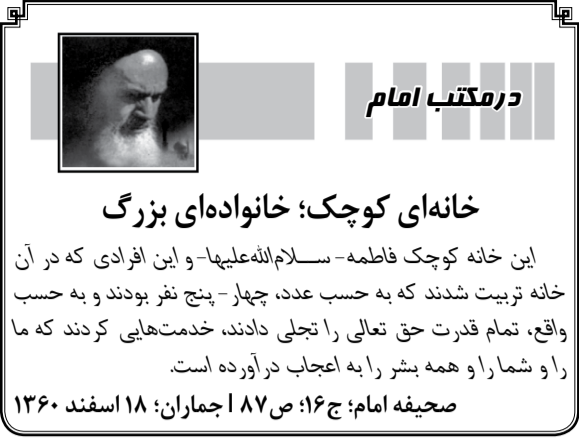 درمکتب امام
خانه‌ای کوچک؛ خانواده‌ای بزرگ
این خانه کوچک فاطمه- سـلام‌الله‌علیها- و این افرادی که در آن
خانه تربیت شدند که به حسب عدد، چهار- پنج نفر بودند و به حسب
واقع، تمام قدرت حق تعالی را تجلی دادند، خدمت‌هایی کردند که ما
را و شما را و همه بشر را به اعجاب درآورده است.
صحیفه امام؛ ج۱۶؛ ص۸۷ | جماران؛ ۱۸ اسفند ۱۳۶۰